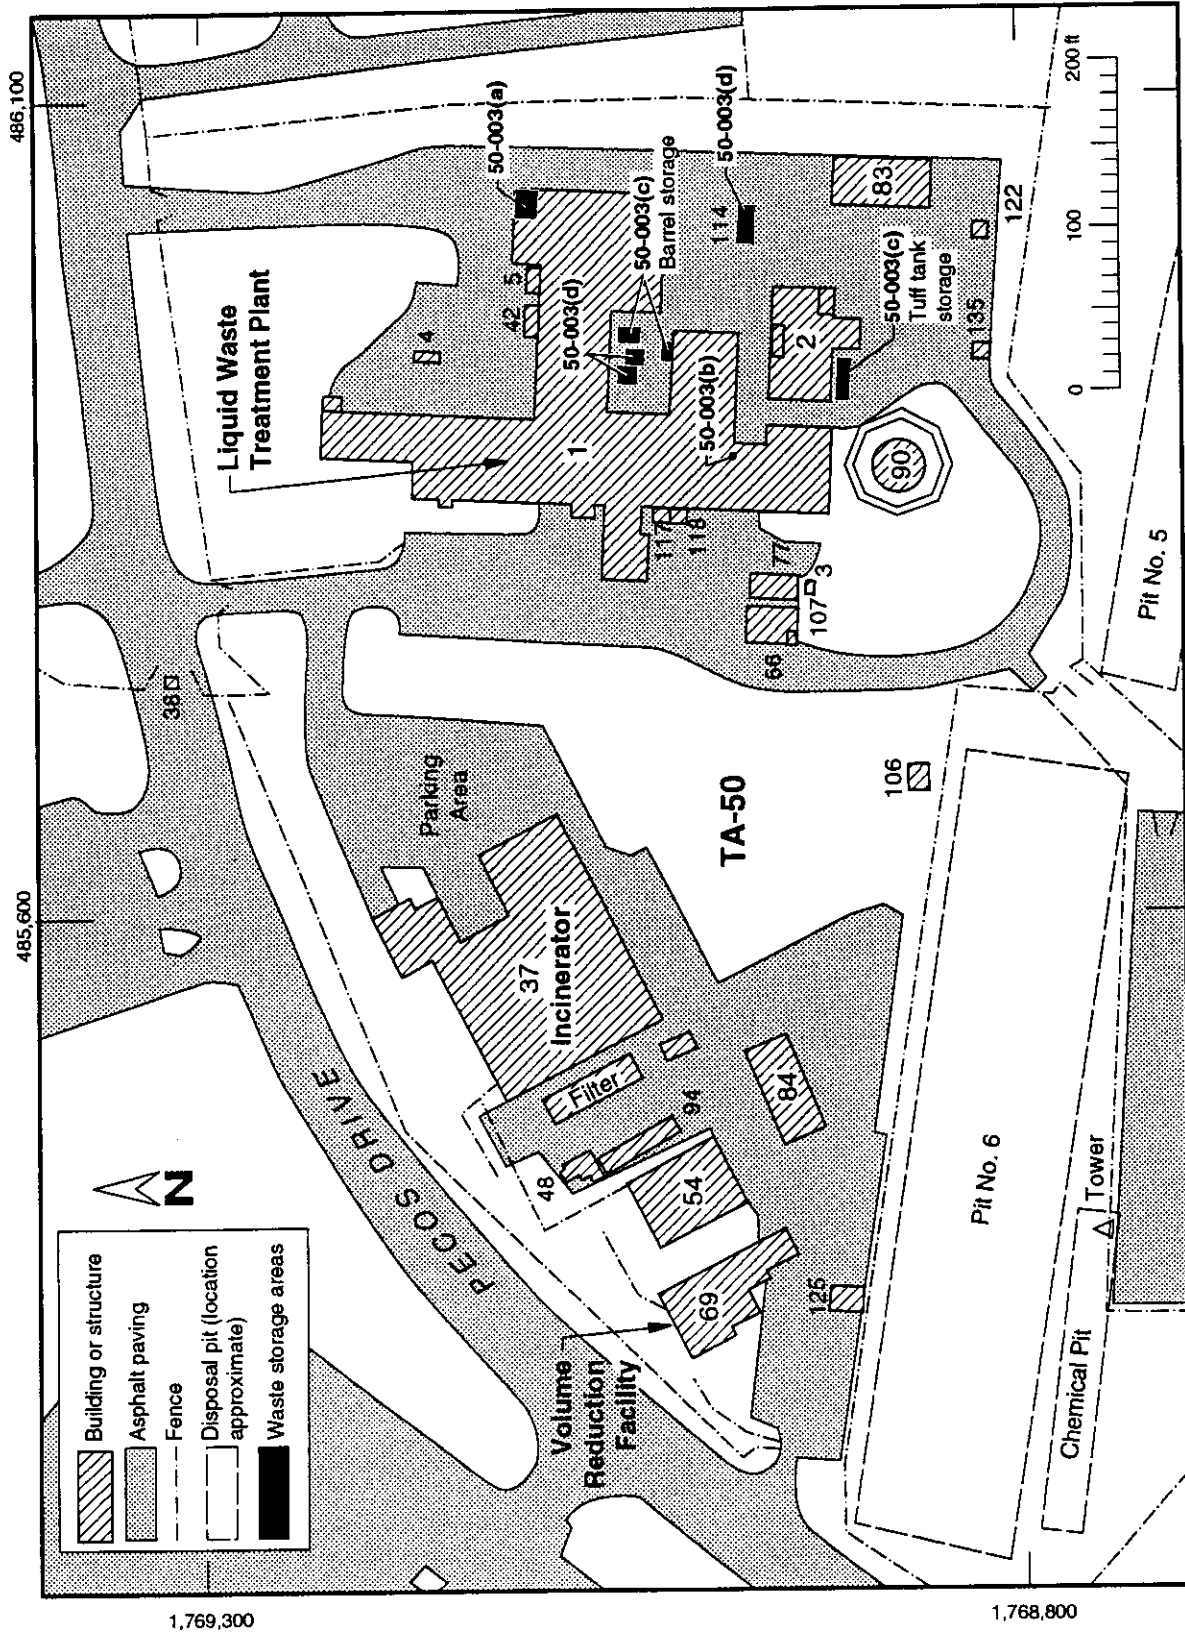 Building or structure
Asphalt paving
Fence
Disposal pit (location
approximate)
Waste storage areas
N
485,600
486,100
1,769,300
1,768,800
PECOS DRIVE
38
Liquid Waste
Treatment Plant
4
42
5
50-003(a)
50-003(d)
50-003(c)
Barrel storage
50-003(d)
114
1
50-003(b)
117
118
2
83
50-003(c)
Tuff tank
storage
77
3
107
66
90
135
122
0
100
200 ft
Parking
Area
37
Incinerator
Filter
94
48
84
54
69
Volume
Reduction
Facility
125
TA-50
106
Pit No. 5
Pit No. 6
Tower
Chemical Pit